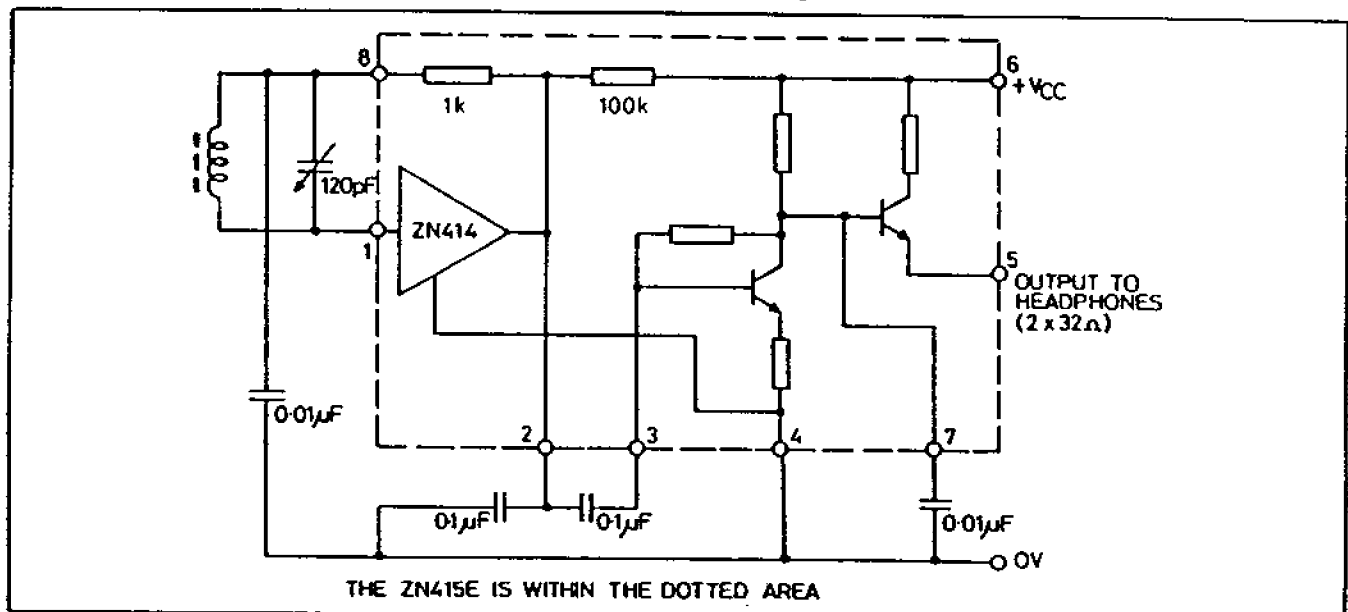 8
1k
100k
6
+VCC
120pF
1
ZN414
5
OUTPUT TO
HEADPHONES
(2 x 32Ω)
0·01µF
2
3
4
7
0·1µF
0·1µF
0·01µF
0V
THE ZN415E IS WITHIN THE DOTTED AREA